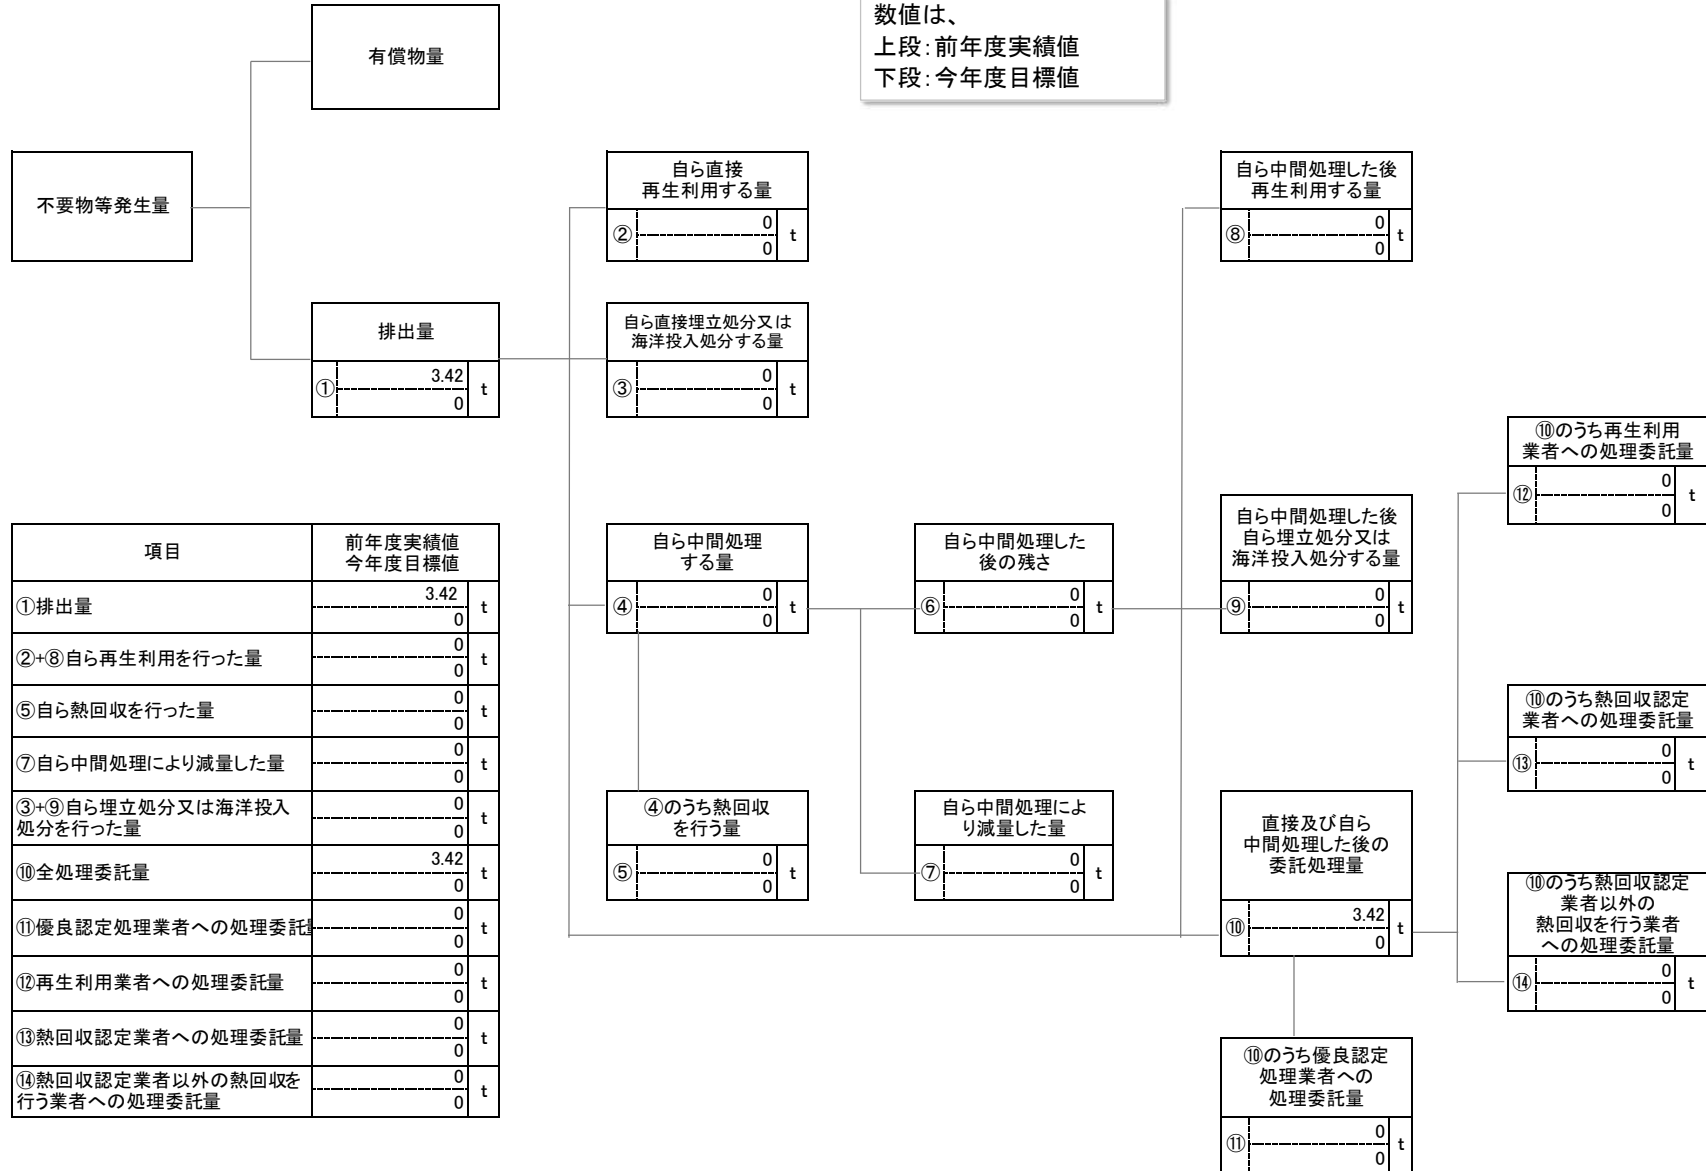 数値は、
上段：前年度実績値
下段：今年度目標値
有償物量
不要物等発生量
自ら直接
再生利用する量
②
0
0
t
自ら中間処理した後
再生利用する量
⑧
0
0
t
排出量
①
3.42
0
t
自ら直接埋立処分又は
海洋投入処分する量
③
0
0
t
⑩のうち再生利用
業者への処理委託量
⑫
0
0
t
自ら中間処理
する量
④
0
0
t
自ら中間処理した
後の残さ
⑥
0
0
t
自ら中間処理した後
自ら埋立処分又は
海洋投入処分する量
⑨
0
0
t
⑩のうち熱回収認定
業者への処理委託量
⑬
0
0
t
④のうち熱回収
を行う量
⑤
0
0
t
自ら中間処理によ
り減量した量
⑦
0
0
t
直接及び自ら
中間処理した後の
委託処理量
⑩
3.42
0
t
⑩のうち熱回収認定
業者以外の
熱回収を行う業者
への処理委託量
⑭
0
0
t
⑩のうち優良認定
処理業者への
処理委託量
⑪
0
0
t
項目
前年度実績値
今年度目標値
①排出量
3.42
0
t
②+⑧自ら再生利用を行った量
0
0
t
⑤自ら熱回収を行った量
0
0
t
⑦自ら中間処理により減量した量
0
0
t
③+⑨自ら埋立処分又は海洋投入
処分を行った量
0
0
t
⑩全処理委託量
3.42
0
t
⑪優良認定処理業者への処理委託
0
0
t
⑫再生利用業者への処理委託量
0
0
t
⑬熱回収認定業者への処理委託量
0
0
t
⑭熱回収認定業者以外の熱回収を
行う業者への処理委託量
0
0
t